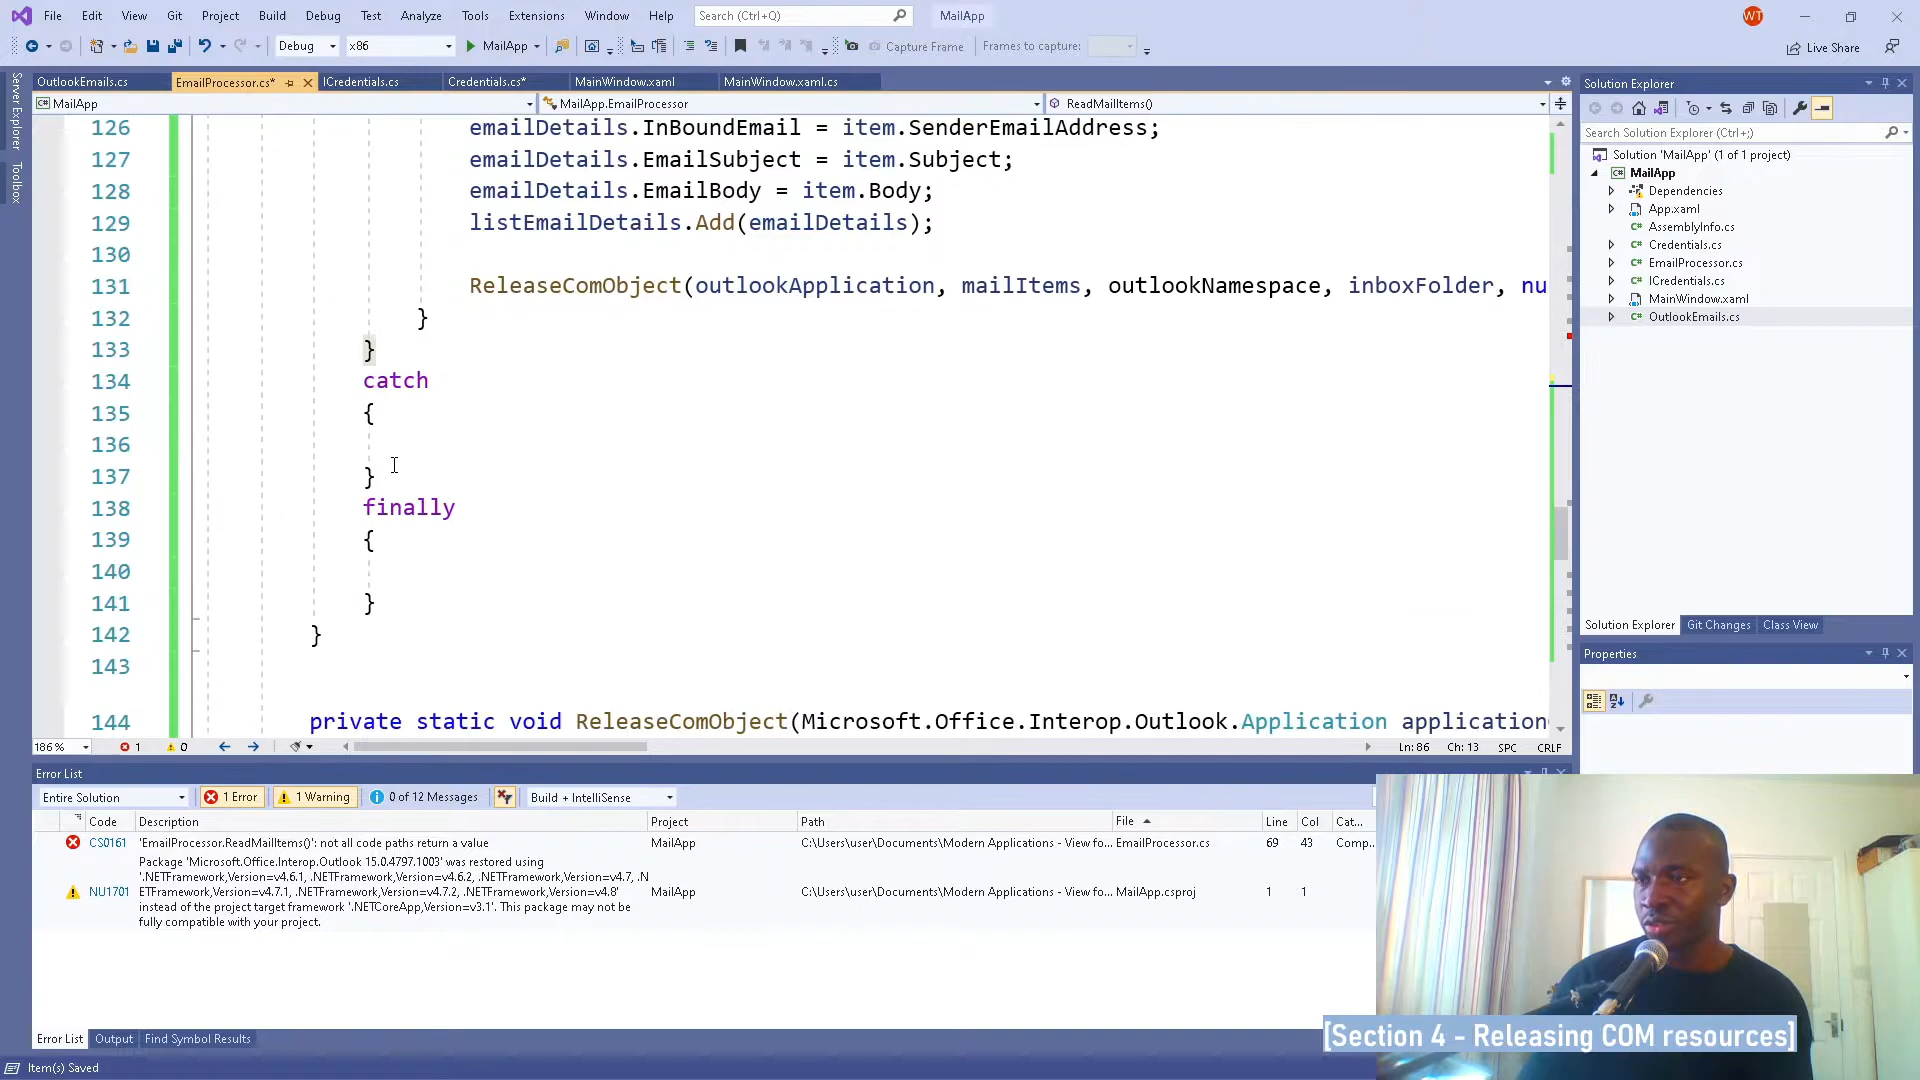 File Edit View Git Project Build Debug Test Analyze Tools Extensions Window Help Search (Ctrl+Q) MailApp WT
Debug x86 MailApp Capture Frame Frames to capture: Live Share
OutlookEmails.cs EmailProcessor.cs* ICredentials.cs Credentials.cs* MainWindow.xaml MainWindow.xaml.cs
MailApp MailApp.EmailProcessor ReadMailItems()
Server Explorer
Toolbox
126 emailDetails.InBoundEmail = item.SenderEmailAddress;
127 emailDetails.EmailSubject = item.Subject;
128 emailDetails.EmailBody = item.Body;
129 listEmailDetails.Add(emailDetails);
130
131 ReleaseComObject(outlookApplication, mailItems, outlookNamespace, inboxFolder, nu
132 }
133 }
134 catch
135 {
136
137 }
138 finally
139 {
140
141 }
142 }
143
144 private static void ReleaseComObject(Microsoft.Office.Interop.Outlook.Application application
186% 1 0 Ln: 86 Ch: 13 SPC CRLF
Solution Explorer
Search Solution Explorer (Ctrl+;)
Solution 'MailApp' (1 of 1 project)
MailApp
Dependencies
App.xaml
AssemblyInfo.cs
Credentials.cs
EmailProcessor.cs
ICredentials.cs
MainWindow.xaml
OutlookEmails.cs
Solution Explorer Git Changes Class View
Properties
Error List
Entire Solution 1 Error 1 Warning 0 of 12 Messages Build + IntelliSense
Code Description Project Path File Line Col Cat...
CS0161 'EmailProcessor.ReadMailItems()': not all code paths return a value MailApp C:\Users\user\Documents\Modern Applications - View fo... EmailProcessor.cs 69 43 Comp...
Package 'Microsoft.Office.Interop.Outlook 15.0.4797.1003' was restored using
'.NETFramework,Version=v4.6.1, .NETFramework,Version=v4.6.2, .NETFramework,Version=v4.7, .N
NU1701 ETFramework,Version=v4.7.1, .NETFramework,Version=v4.7.2, .NETFramework,Version=v4.8' MailApp C:\Users\user\Documents\Modern Applications - View fo... MailApp.csproj 1 1
instead of the project target framework '.NETCoreApp,Version=v3.1'. This package may not be
fully compatible with your project.
Error List Output Find Symbol Results
Item(s) Saved
[Section 4 - Releasing COM resources]